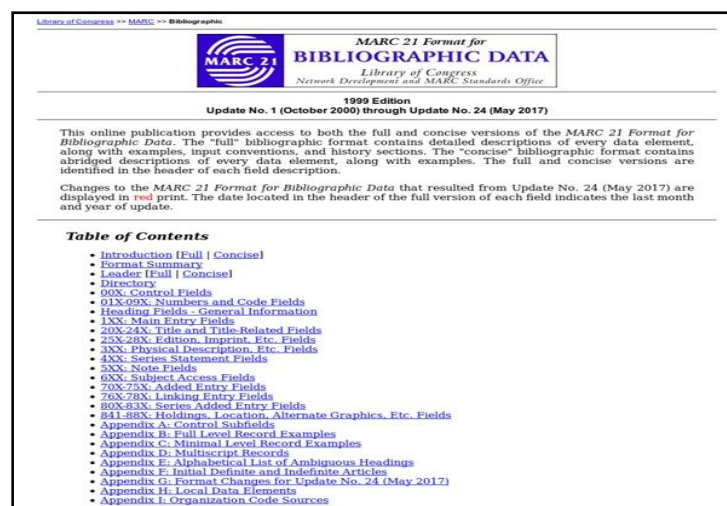 Library of Congress >> MARC >> Bibliographic
MARC 21
MARC 21 Format for
BIBLIOGRAPHIC DATA
Library of Congress
Network Development and MARC Standards Office
1999 Edition
Update No. 1 (October 2000) through Update No. 24 (May 2017)
This online publication provides access to both the full and concise versions of the MARC 21 Format for
Bibliographic Data. The "full" bibliographic format contains detailed descriptions of every data element,
along with examples, input conventions, and history sections. The "concise" bibliographic format contains
abridged descriptions of every data element, along with examples. The full and concise versions are
identified in the header of each field description.
Changes to the MARC 21 Format for Bibliographic Data that resulted from Update No. 24 (May 2017) are
displayed in red print. The date located in the header of the full version of each field indicates the last month
and year of update.
Table of Contents
• Introduction [Full | Concise]
• Format Summary
• Leader [Full | Concise]
• Directory
• 00X: Control Fields
• 01X-09X: Numbers and Code Fields
• Heading Fields - General Information
• 1XX: Main Entry Fields
• 20X-24X: Title and Title-Related Fields
• 25X-28X: Edition, Imprint, Etc. Fields
• 3XX: Physical Description, Etc. Fields
• 4XX: Series Statement Fields
• 5XX: Note Fields
• 6XX: Subject Access Fields
• 70X-75X: Added Entry Fields
• 76X-78X: Linking Entry Fields
• 80X-83X: Series Added Entry Fields
• 841-88X: Holdings, Location, Alternate Graphics, Etc. Fields
• Appendix A: Control Subfields
• Appendix B: Full Level Record Examples
• Appendix C: Minimal Level Record Examples
• Appendix D: Multiscript Records
• Appendix E: Alphabetical List of Ambiguous Headings
• Appendix F: Initial Definite and Indefinite Articles
• Appendix G: Format Changes for Update No. 24 (May 2017)
• Appendix H: Local Data Elements
• Appendix I: Organization Code Sources